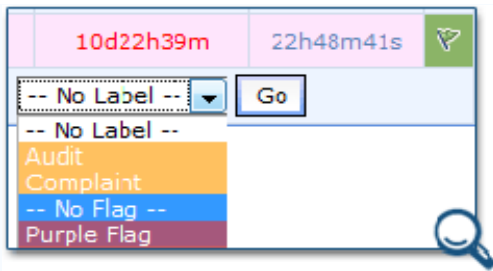 10d22h39m 22h48m41s
-- No Label -- Go
-- No Label --
Audit
Complaint
-- No Flag --
Purple Flag